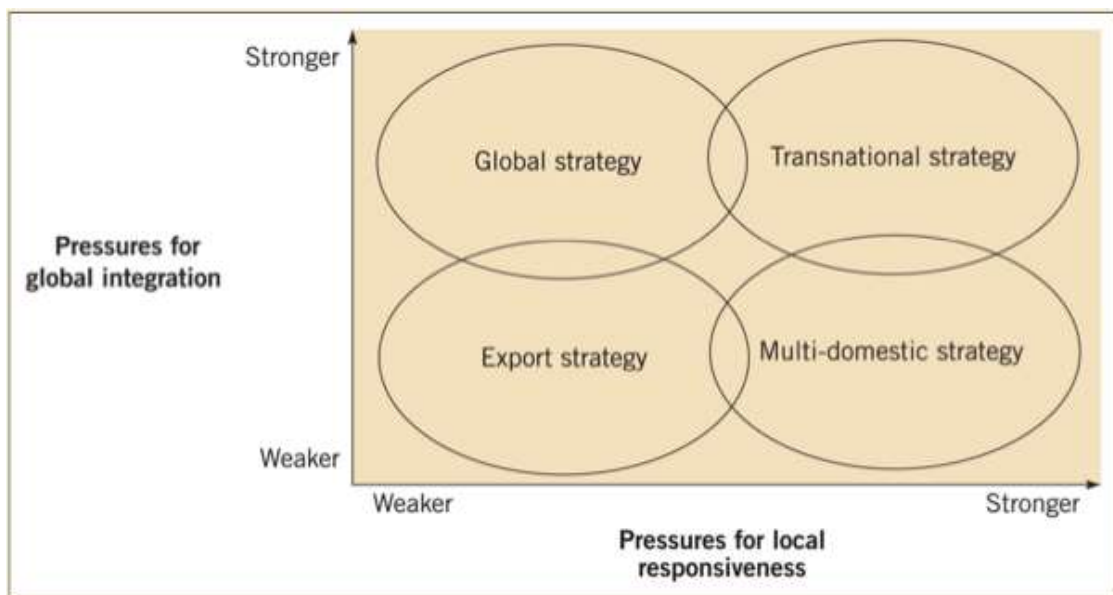 Stronger
Global strategy
Transnational strategy
Pressures for
global integration
Export strategy
Multi-domestic strategy
Weaker
Weaker
Stronger
Pressures for local
responsiveness